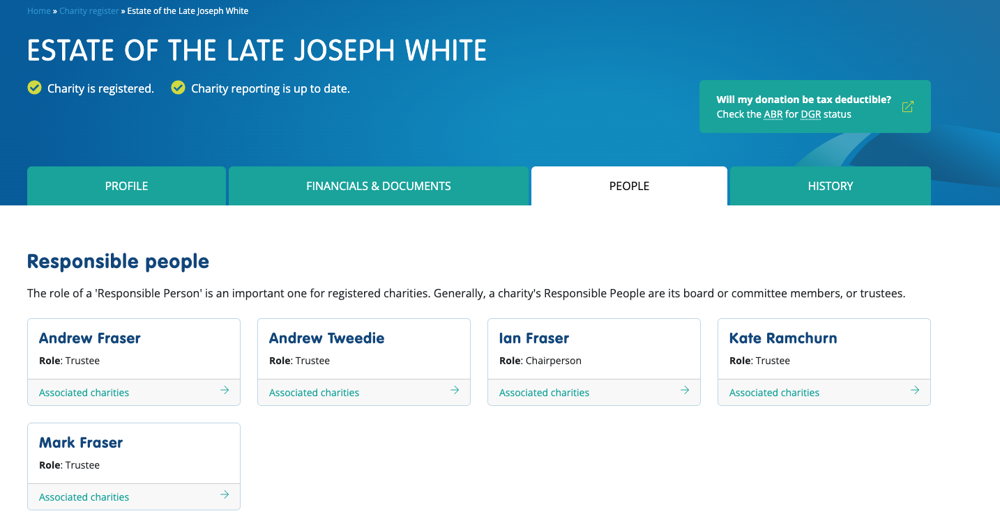 Home » Charity register » Estate of the Late Joseph White
ESTATE OF THE LATE JOSEPH WHITE
Charity is registered. Charity reporting is up to date.
Will my donation be tax deductible?
Check the ABR for DGR status
PROFILE FINANCIALS & DOCUMENTS PEOPLE HISTORY
Responsible people
The role of a 'Responsible Person' is an important one for registered charities. Generally, a charity's Responsible People are its board or committee members, or trustees.
Andrew Fraser
Role: Trustee
Associated charities
Andrew Tweedie
Role: Trustee
Associated charities
Ian Fraser
Role: Chairperson
Associated charities
Kate Ramchurn
Role: Trustee
Associated charities
Mark Fraser
Role: Trustee
Associated charities